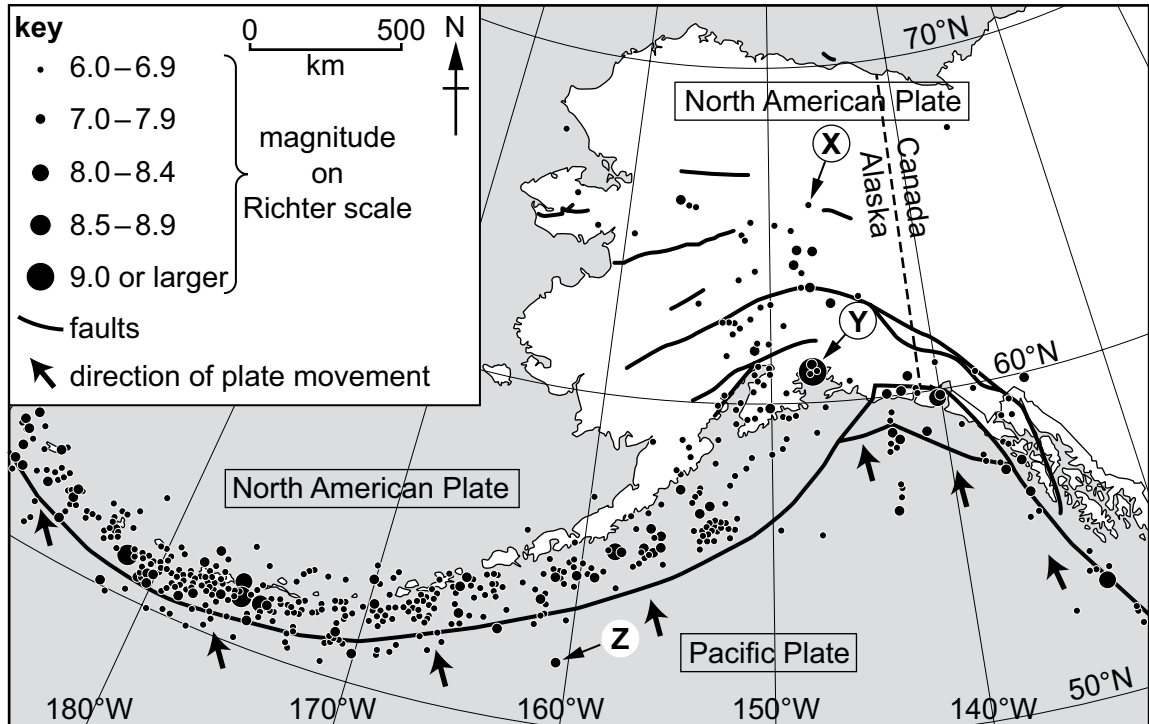 key
0 500
km
N
6.0–6.9
7.0–7.9
8.0–8.4
8.5–8.9
9.0 or larger
magnitude
on
Richter scale
faults
direction of plate movement
70°N
North American Plate
X
Canada
Alaska
Y
60°N
North American Plate
Z
Pacific Plate
180°W
170°W
160°W
150°W
140°W
50°N